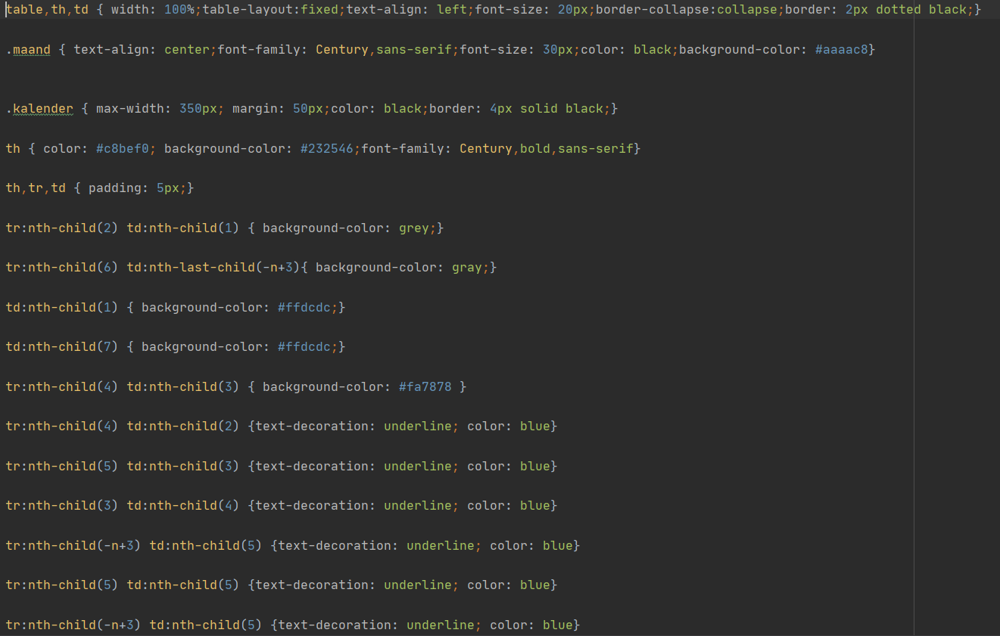 table,th,td { width: 100%;table-layout:fixed;text-align: left;font-size: 20px;border-collapse:collapse;border: 2px dotted black;}
.maand { text-align: center;font-family: Century,sans-serif;font-size: 30px;color: black;background-color: #aaaac8}
.kalender { max-width: 350px; margin: 50px;color: black;border: 4px solid black;}
th { color: #c8bef0; background-color: #232546;font-family: Century,bold,sans-serif}
th,tr,td { padding: 5px;}
tr:nth-child(2) td:nth-child(1) { background-color: grey;}
tr:nth-child(6) td:nth-last-child(-n+3){ background-color: gray;}
td:nth-child(1) { background-color: #ffdcdc;}
td:nth-child(7) { background-color: #ffdcdc;}
tr:nth-child(4) td:nth-child(3) { background-color: #fa7878 }
tr:nth-child(4) td:nth-child(2) {text-decoration: underline; color: blue}
tr:nth-child(5) td:nth-child(3) {text-decoration: underline; color: blue}
tr:nth-child(3) td:nth-child(4) {text-decoration: underline; color: blue}
tr:nth-child(-n+3) td:nth-child(5) {text-decoration: underline; color: blue}
tr:nth-child(5) td:nth-child(5) {text-decoration: underline; color: blue}
tr:nth-child(-n+3) td:nth-child(5) {text-decoration: underline; color: blue}